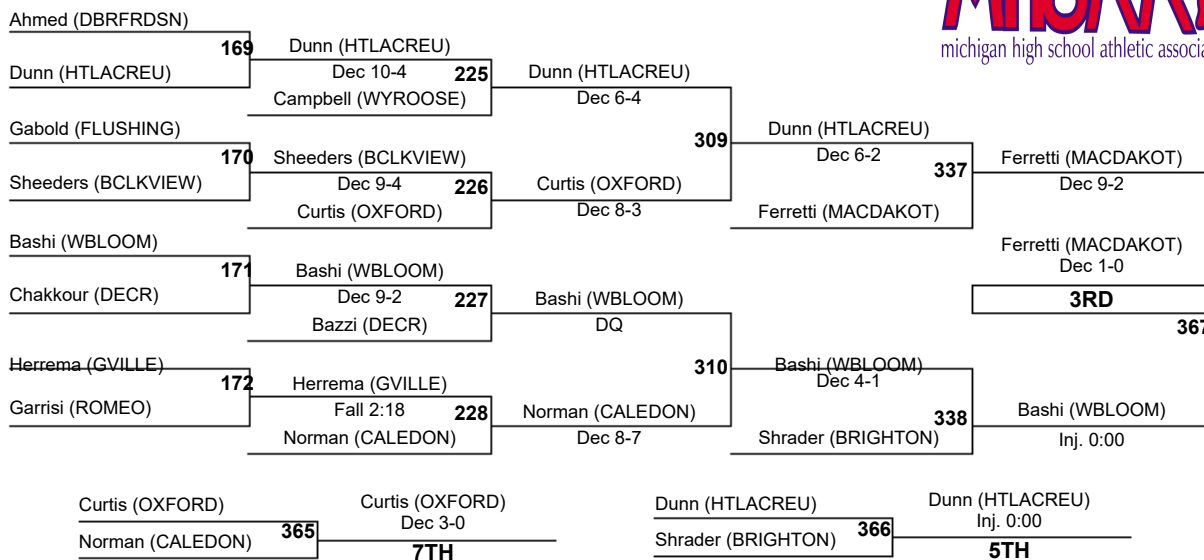 Ahmed (DBRFRDSN)
169
Dunn (HTLACREU)
Dunn (HTLACREU)
Dec 10-4
225
Campbell (WYROOSE)
Dunn (HTLACREU)
Dec 6-4
Gabold (FLUSHING)
170
Sheeders (BCLKVIEW)
Sheeders (BCLKVIEW)
Dec 9-4
226
Curtis (OXFORD)
Curtis (OXFORD)
Dec 8-3
309
Dunn (HTLACREU)
Dec 6-2
337
Ferretti (MACDAKOT)
Ferretti (MACDAKOT)
Dec 9-2
Bashi (WBLOOM)
171
Chakkour (DECR)
Bashi (WBLOOM)
Dec 9-2
227
Bazzi (DECR)
Bashi (WBLOOM)
DQ
Herrema (GVILLE)
172
Garrisi (ROMEO)
Herrema (GVILLE)
Fall 2:18
228
Norman (CALEDON)
Norman (CALEDON)
Dec 8-7
310
Bashi (WBLOOM)
Dec 4-1
338
Shrader (BRIGHTON)
Bashi (WBLOOM)
Inj. 0:00
Ferretti (MACDAKOT)
Dec 1-0
3RD
367
michigan high school athletic associa
Curtis (OXFORD)
365
Norman (CALEDON)
Curtis (OXFORD)
Dec 3-0
7TH
Dunn (HTLACREU)
366
Shrader (BRIGHTON)
Dunn (HTLACREU)
Inj. 0:00
5TH